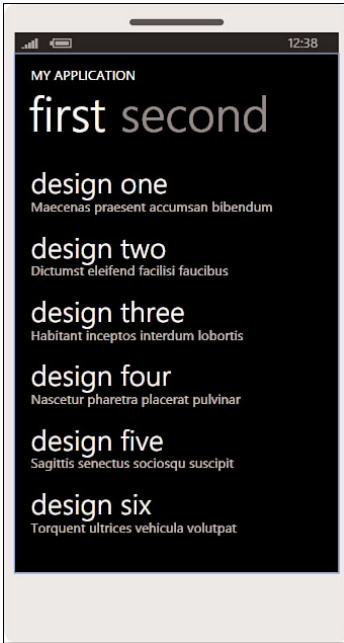 12:38
MY APPLICATION
first second
design one
Maecenas praesent accumsan bibendum
design two
Dictumst eleifend facilisi faucibus
design three
Habitant inceptos interdum lobortis
design four
Nascetur pharetra placerat pulvinar
design five
Sagittis senectus sociosqu suscipit
design six
Torquent ultrices vehicula volutpat